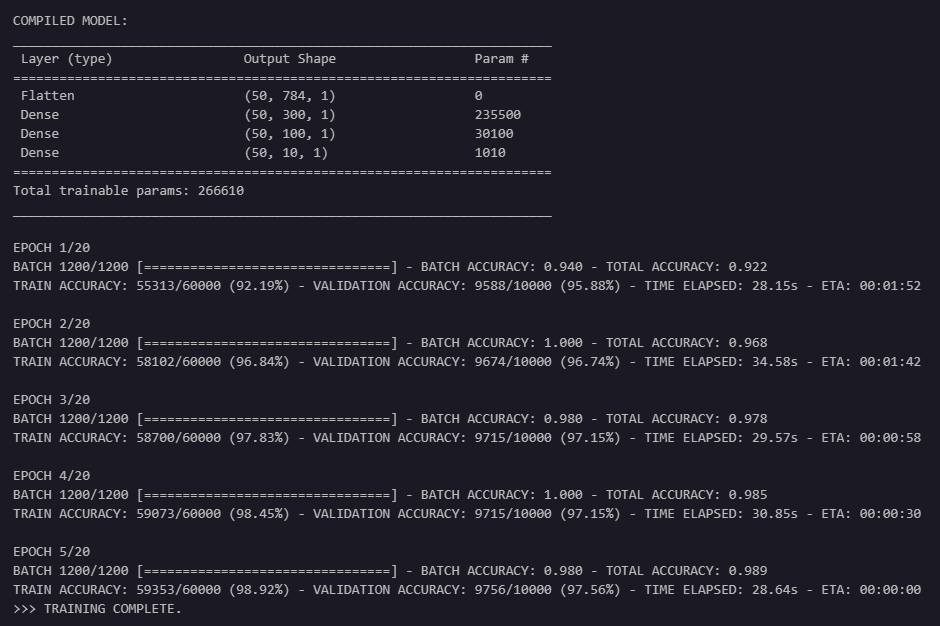 COMPILED MODEL:
______________________________________________________________________
Layer (type)                 Output Shape                  Param #
======================================================================
Flatten                      (50, 784, 1)                  0
Dense                        (50, 300, 1)                  235500
Dense                        (50, 100, 1)                  30100
Dense                        (50, 10, 1)                   1010
======================================================================
Total trainable params: 266610
______________________________________________________________________
EPOCH 1/20
BATCH 1200/1200 [================================] - BATCH ACCURACY: 0.940 - TOTAL ACCURACY: 0.922
TRAIN ACCURACY: 55313/60000 (92.19%) - VALIDATION ACCURACY: 9588/10000 (95.88%) - TIME ELAPSED: 28.15s - ETA: 00:01:52
EPOCH 2/20
BATCH 1200/1200 [================================] - BATCH ACCURACY: 1.000 - TOTAL ACCURACY: 0.968
TRAIN ACCURACY: 58102/60000 (96.84%) - VALIDATION ACCURACY: 9674/10000 (96.74%) - TIME ELAPSED: 34.58s - ETA: 00:01:42
EPOCH 3/20
BATCH 1200/1200 [================================] - BATCH ACCURACY: 0.980 - TOTAL ACCURACY: 0.978
TRAIN ACCURACY: 58700/60000 (97.83%) - VALIDATION ACCURACY: 9715/10000 (97.15%) - TIME ELAPSED: 29.57s - ETA: 00:00:58
EPOCH 4/20
BATCH 1200/1200 [================================] - BATCH ACCURACY: 1.000 - TOTAL ACCURACY: 0.985
TRAIN ACCURACY: 59073/60000 (98.45%) - VALIDATION ACCURACY: 9715/10000 (97.15%) - TIME ELAPSED: 30.85s - ETA: 00:00:30
EPOCH 5/20
BATCH 1200/1200 [================================] - BATCH ACCURACY: 0.980 - TOTAL ACCURACY: 0.989
TRAIN ACCURACY: 59353/60000 (98.92%) - VALIDATION ACCURACY: 9756/10000 (97.56%) - TIME ELAPSED: 28.64s - ETA: 00:00:00
>>> TRAINING COMPLETE.